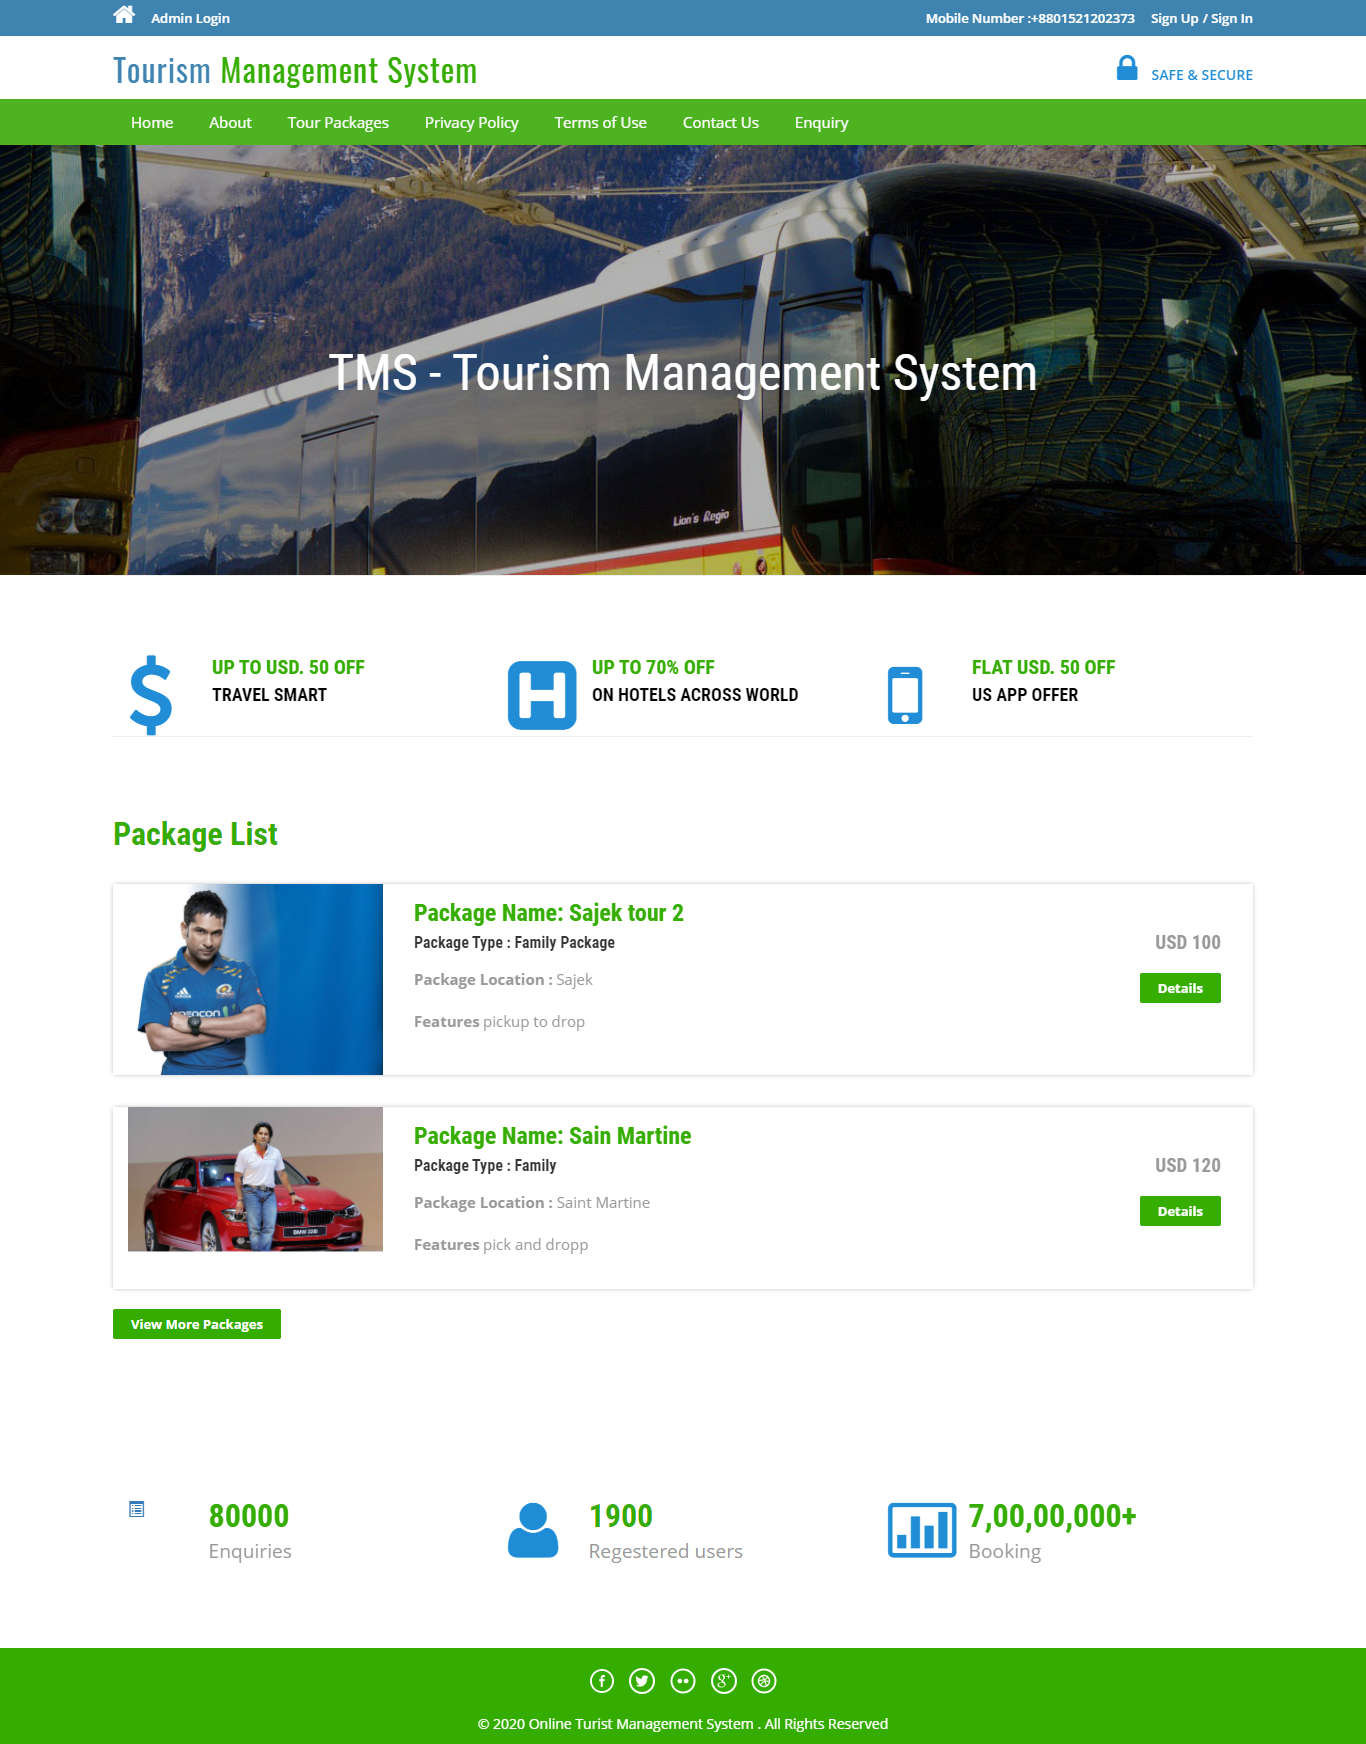 Admin Login
Mobile Number :+8801521202373 Sign Up / Sign In
Tourism Management System
SAFE & SECURE
Home About Tour Packages Privacy Policy Terms of Use Contact Us Enquiry
TMS - Tourism Management System
Lion's Regio
UP TO USD. 50 OFF
TRAVEL SMART
UP TO 70% OFF
ON HOTELS ACROSS WORLD
FLAT USD. 50 OFF
US APP OFFER
Package List
adidas
Package Name: Sajek tour 2
Package Type : Family Package
USD 100
Package Location : Sajek
Details
Features pickup to drop
Package Name: Sain Martine
Package Type : Family
USD 120
Package Location : Saint Martine
Details
Features pick and dropp
View More Packages
80000
Enquiries
1900
Regestered users
7,00,00,000+
Booking
© 2020 Online Turist Management System . All Rights Reserved